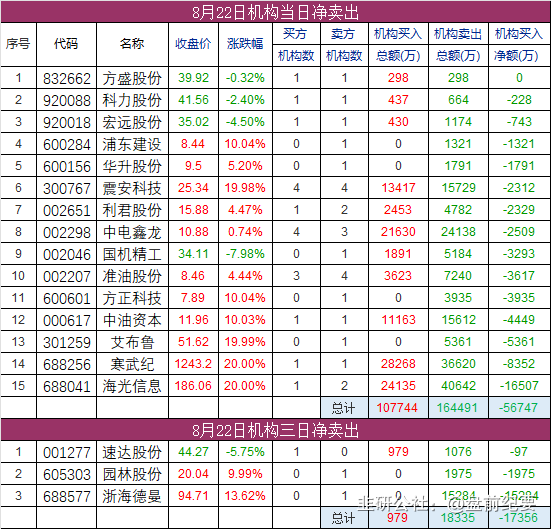 8月22日机构当日净卖出
序号 代码 名称 收盘价 涨跌幅 买方机构数 卖方机构数 机构买入总额(万) 机构卖出总额(万) 机构买入净额(万)
1 832662 方盛股份 39.92 -0.32% 1 1 298 298 0
2 920088 科力股份 41.56 -2.40% 1 1 437 664 -228
3 920018 宏远股份 35.02 -4.50% 1 1 430 1174 -743
4 600284 浦东建设 8.44 10.04% 0 1 0 1321 -1321
5 600156 华升股份 9.5 5.20% 0 1 0 1791 -1791
6 300767 震安科技 25.34 19.98% 4 4 13417 15729 -2312
7 002651 利君股份 15.88 4.47% 1 2 2453 4782 -2329
8 002298 中电鑫龙 10.88 0.74% 4 3 21630 24138 -2509
9 002046 国机精工 34.11 -7.98% 0 1 1891 5184 -3293
10 002207 准油股份 8.46 4.44% 3 4 3623 7240 -3617
11 600601 方正科技 7.89 10.04% 0 1 0 3935 -3935
12 000617 中油资本 11.96 10.03% 1 1 11163 15612 -4449
13 301259 艾布鲁 51.62 19.99% 0 1 0 5361 -5361
14 688256 寒武纪 1243.2 20.00% 1 1 28268 36620 -8352
15 688041 海光信息 186.06 20.00% 1 2 24135 40642 -16507
总计 107744 164491 -56747
8月22日机构三日净卖出
1 001277 速达股份 44.27 -5.75% 1 0 979 1076 -97
2 605303 园林股份 20.04 9.99% 0 1 0 1975 -1975
3 688577 浙海德曼 94.71 13.62% 0 1 0 15284 -15284
总计 979 18335 -17356
韭研公社：@盘前纪要